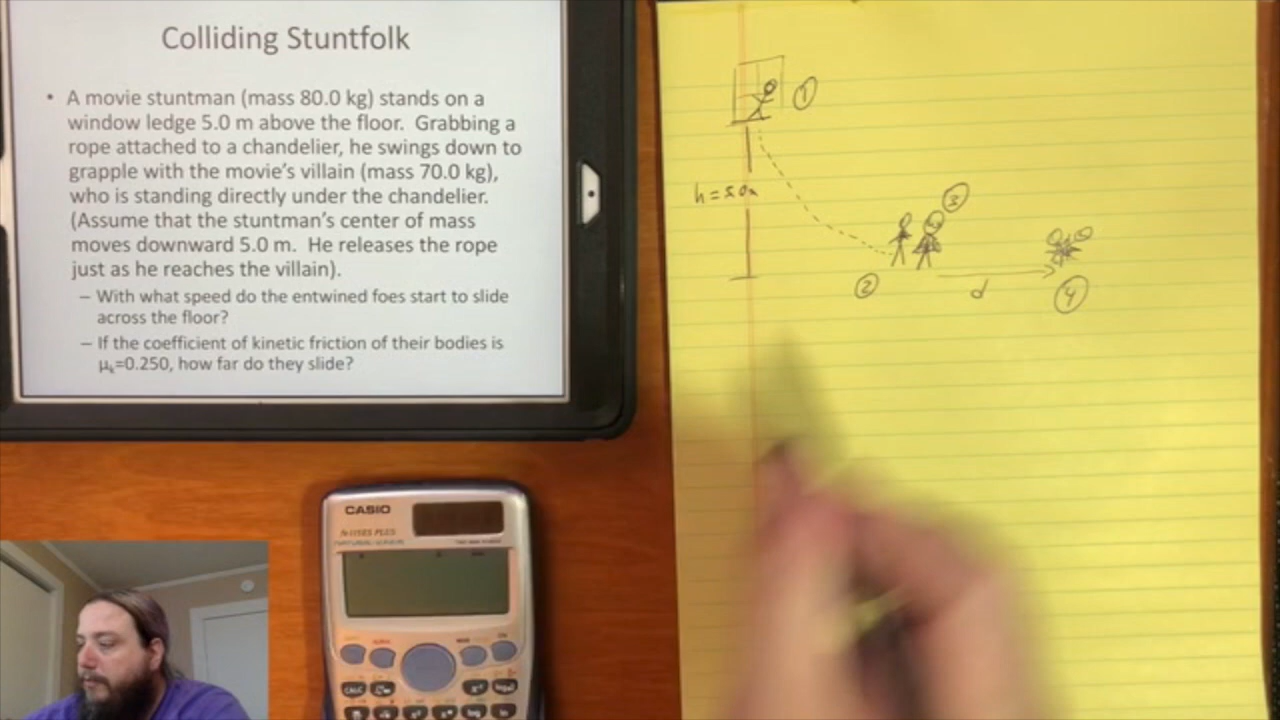 Colliding Stuntfolk
• A movie stuntman (mass 80.0 kg) stands on a
window ledge 5.0 m above the floor. Grabbing a
rope attached to a chandelier, he swings down to
grapple with the movie's villain (mass 70.0 kg),
who is standing directly under the chandelier.
(Assume that the stuntman's center of mass
moves downward 5.0 m. He releases the rope
just as he reaches the villain).
– With what speed do the entwined foes start to slide
across the floor?
– If the coefficient of kinetic friction of their bodies is
μk=0.250, how far do they slide?
1
h = 5.0m
3
2
d
4
CASIO
CALC